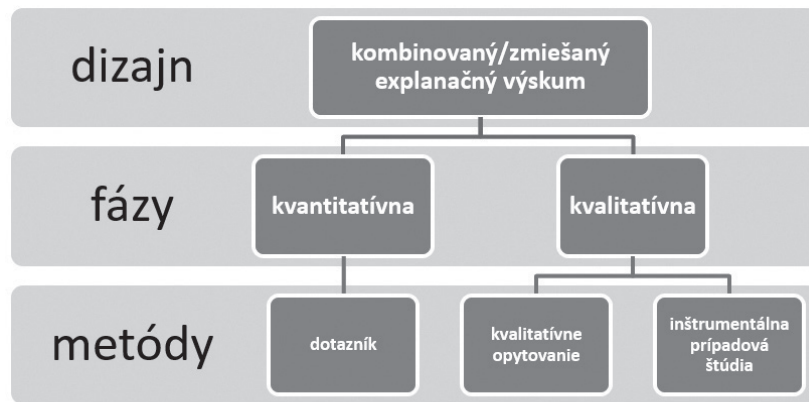 dizajn
kombinovaný/zmiešaný
explanačný výskum
fázy
kvantitatívna
kvalitatívna
metódy
dotazník
kvalitatívne
opytovanie
inštrumentálna
prípadová
štúdia